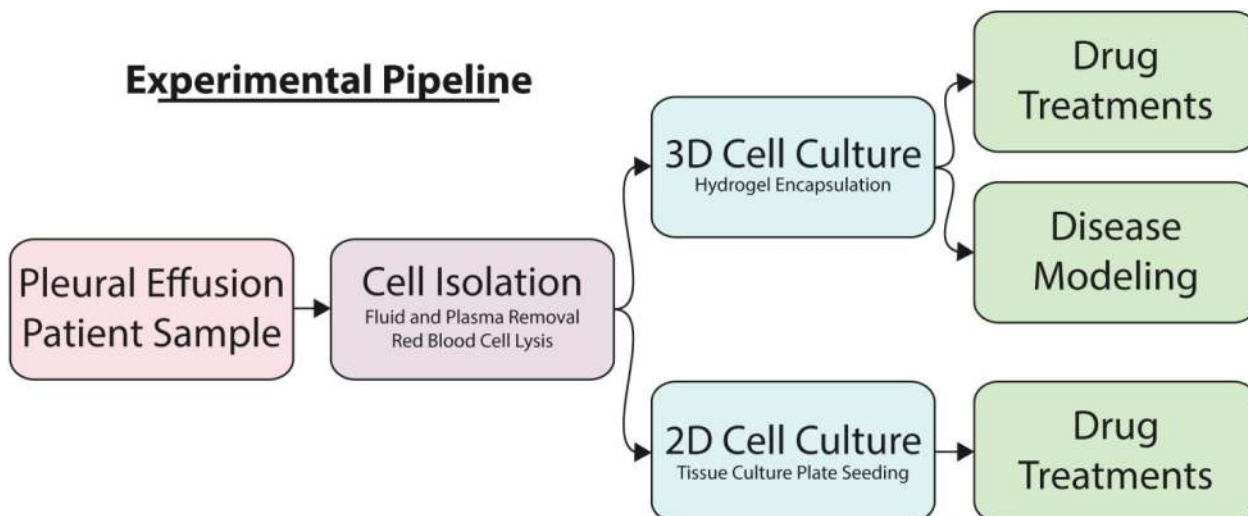 Experimental Pipeline
Pleural Effusion
Patient Sample
Cell Isolation
Fluid and Plasma Removal
Red Blood Cell Lysis
3D Cell Culture
Hydrogel Encapsulation
2D Cell Culture
Tissue Culture Plate Seeding
Drug
Treatments
Disease
Modeling
Drug
Treatments